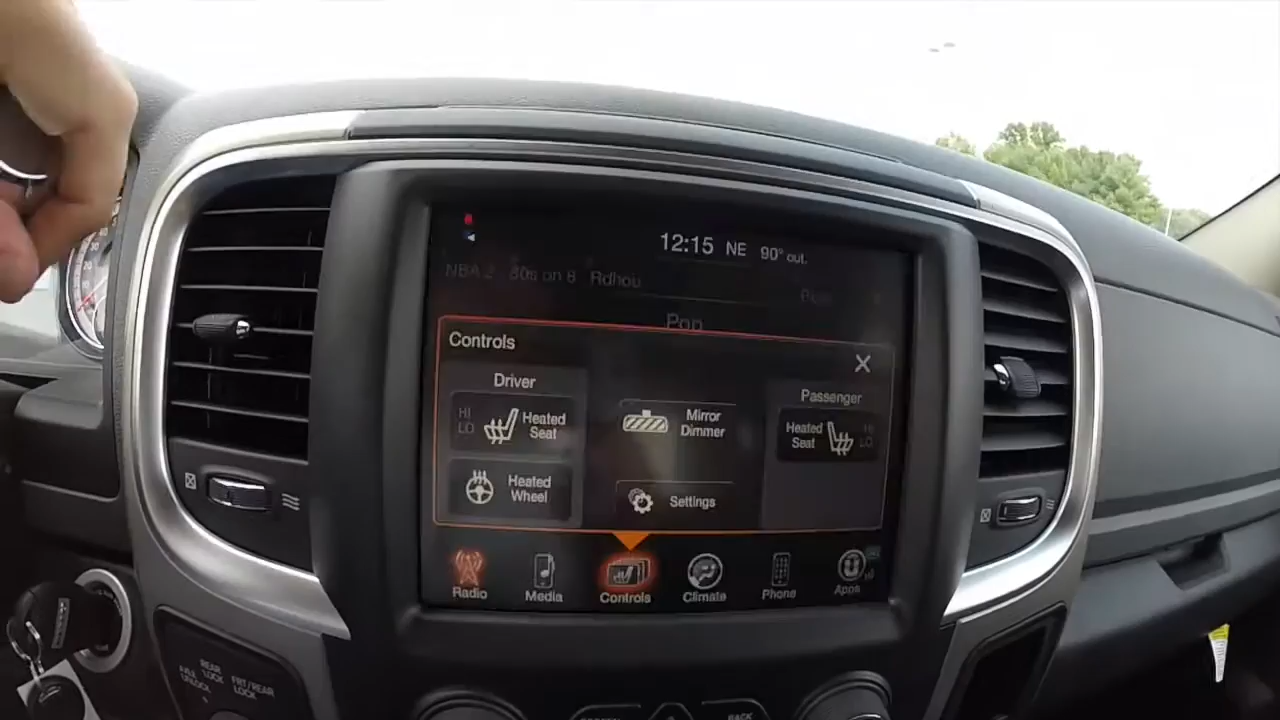 12:15 NE 90° out.
NBA 2 80s on 8 Rdhou
Pop
Controls
Driver
Passenger
HI
LO
Heated
Seat
Mirror
Dimmer
Heated
Seat
HI
LO
Heated
Wheel
Settings
Radio Media Controls Climate Phone Apps
REAR
LOCK
AXLE
UNLOCK
FRT/REAR
LOCK
BACK